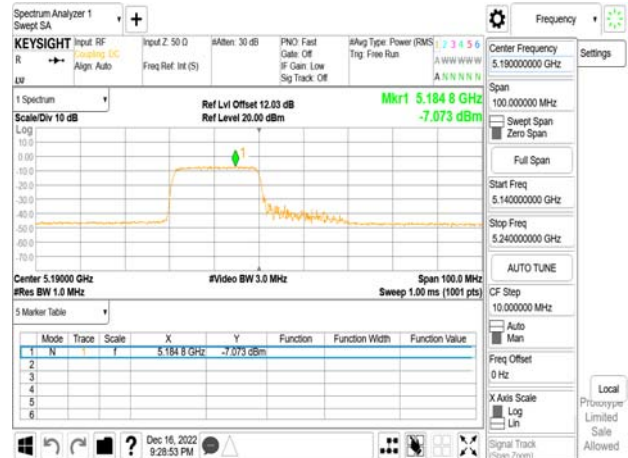 Spectrum Analyzer 1
Swept SA
+
Frequency
KEYSIGHT
Input: RF
Coupling: DC
Align: Auto
Input Z: 50 Ω
Freq Ref: Int (S)
#Atten: 30 dB
PNO: Fast
Gate: Off
IF Gain: Low
Sig Track: Off
#Avg Type: Power (RMS
Trig: Free Run
1 2 3 4 5 6
A W W W W W
A N N N N N
R
LU
1 Spectrum
Scale/Div 10 dB
Ref Lvl Offset 12.03 dB
Ref Level 20.00 dBm
Mkr1 5.184 8 GHz
-7.073 dBm
Log
10.0
0.00
-10.0
-20.0
-30.0
-40.0
-50.0
-60.0
-70.0
1
Center 5.19000 GHz
#Video BW 3.0 MHz
Span 100.0 MHz
#Res BW 1.0 MHz
Sweep 1.00 ms (1001 pts)
5 Marker Table
Mode Trace Scale X Y Function Function Width Function Value
1 N 1 f 5.184 8 GHz -7.073 dBm
2
3
4
5
6
Dec 16, 2022
9:28:53 PM
?
Center Frequency
5.190000000 GHz
Settings
Span
100.000000 MHz
Swept Span
Zero Span
Full Span
Start Freq
5.140000000 GHz
Stop Freq
5.240000000 GHz
AUTO TUNE
CF Step
10.000000 MHz
Auto
Man
Freq Offset
0 Hz
X Axis Scale
Log
Lin
Signal Track
(Span Zoom)
Local
Prototype
Limited
Sale
Allowed